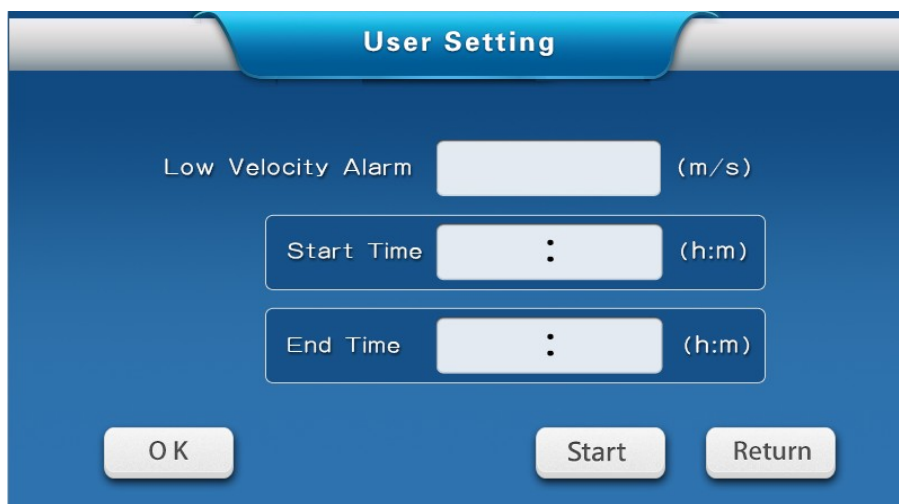 User Setting
Low Velocity Alarm (m/s)
Start Time : (h:m)
End Time : (h:m)
OK Start Return